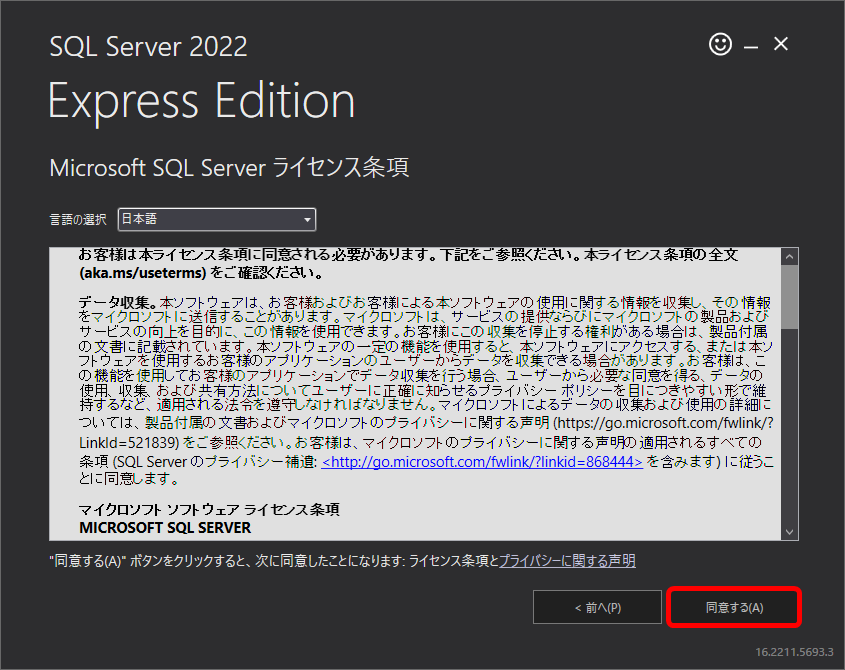 SQL Server 2022
Express Edition
Microsoft SQL Server ライセンス条項
言語の選択 日本語
お客様は本ライセンス条項に同意される必要があります。下記をご参照ください。本ライセンス条項の全文
(aka.ms/useterms) をご確認ください。
データ収集。本ソフトウェアは、お客様およびお客様による本ソフトウェアの使用に関する情報を収集し、その情報
をマイクロソフトに送信することがあります。マイクロソフトは、サービスの提供ならびにマイクロソフトの製品および
サービスの向上を目的に、この情報を使用できます。お客様にこの収集を停止する権利がある場合は、製品付属
の文書に記載されています。本ソフトウェアの一定の機能を使用すると、本ソフトウェアにアクセスする、または本ソ
フトウェアを使用するお客様のアプリケーションのユーザーからデータを収集できる場合があります。お客様は、こ
の機能を使用してお客様のアプリケーションでデータ収集を行う場合、ユーザーから必要な同意を得る、データの
使用、収集、および共有方法についてユーザーに正確に知らせるプライバシー ポリシーを目につきやすい形で維
持するなど、適用される法令を遵守しなければなりません。マイクロソフトによるデータの収集および使用の詳細に
ついては、製品付属の文書およびマイクロソフトのプライバシーに関する声明 (https://go.microsoft.com/fwlink/?
LinkId=521839) をご参照ください。お客様は、マイクロソフトのプライバシーに関する声明の適用されるすべての
条項 (SQL Server のプライバシー補遺: <http://go.microsoft.com/fwlink/?linkid=868444> を含みます) に従うこ
とに同意します。
マイクロソフト ソフトウェア ライセンス条項
MICROSOFT SQL SERVER
"同意する(A)" ボタンをクリックすると、次に同意したことになります: ライセンス条項とプライバシーに関する声明
< 前へ(P) 同意する(A)
16.2211.5693.3